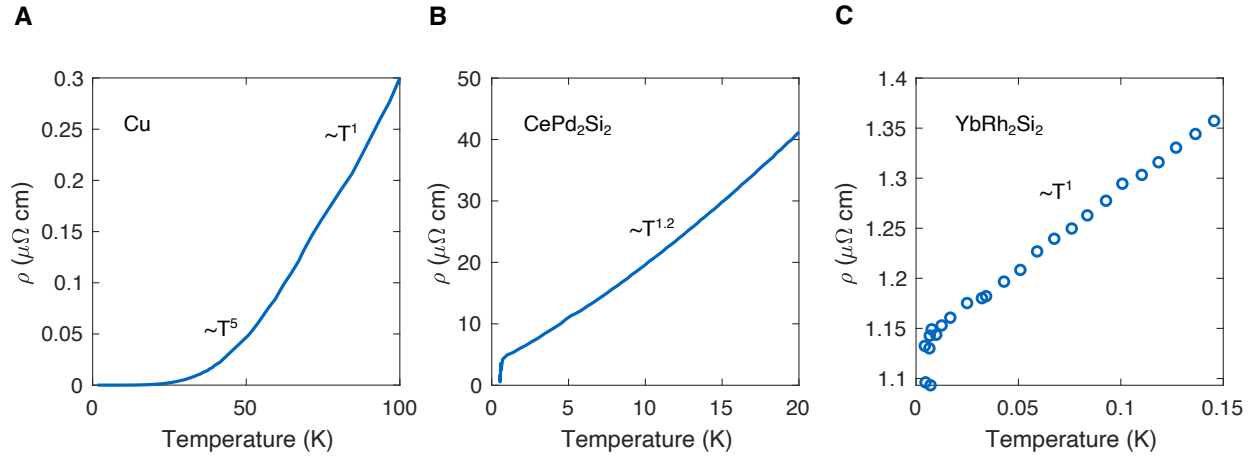 A
B
C
0.3
0.25
0.2
0.15
0.1
0.05
0
ρ (μΩ cm)
Cu
~T¹
~T⁵
0
50
100
Temperature (K)
50
40
30
20
10
0
ρ (μΩ cm)
CePd₂Si₂
~T¹·²
0
5
10
15
20
Temperature (K)
1.4
1.35
1.3
1.25
1.2
1.15
1.1
ρ (μΩ cm)
YbRh₂Si₂
~T¹
0
0.05
0.1
0.15
Temperature (K)